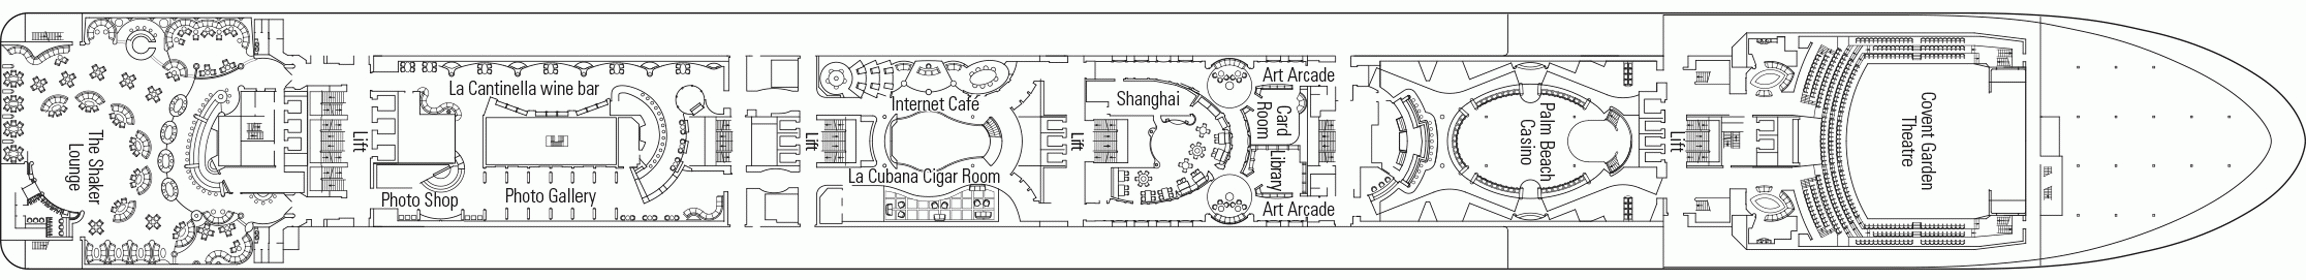 The Shaker
Lounge
Lift
La Cantinella wine bar
Photo Shop
Photo Gallery
Lift
Internet Café
La Cubana Cigar Room
Lift
Shanghai
Art Arcade
Card
Room
Library
Art Arcade
Palm Beach
Casino
Lift
Covent Garden
Theatre